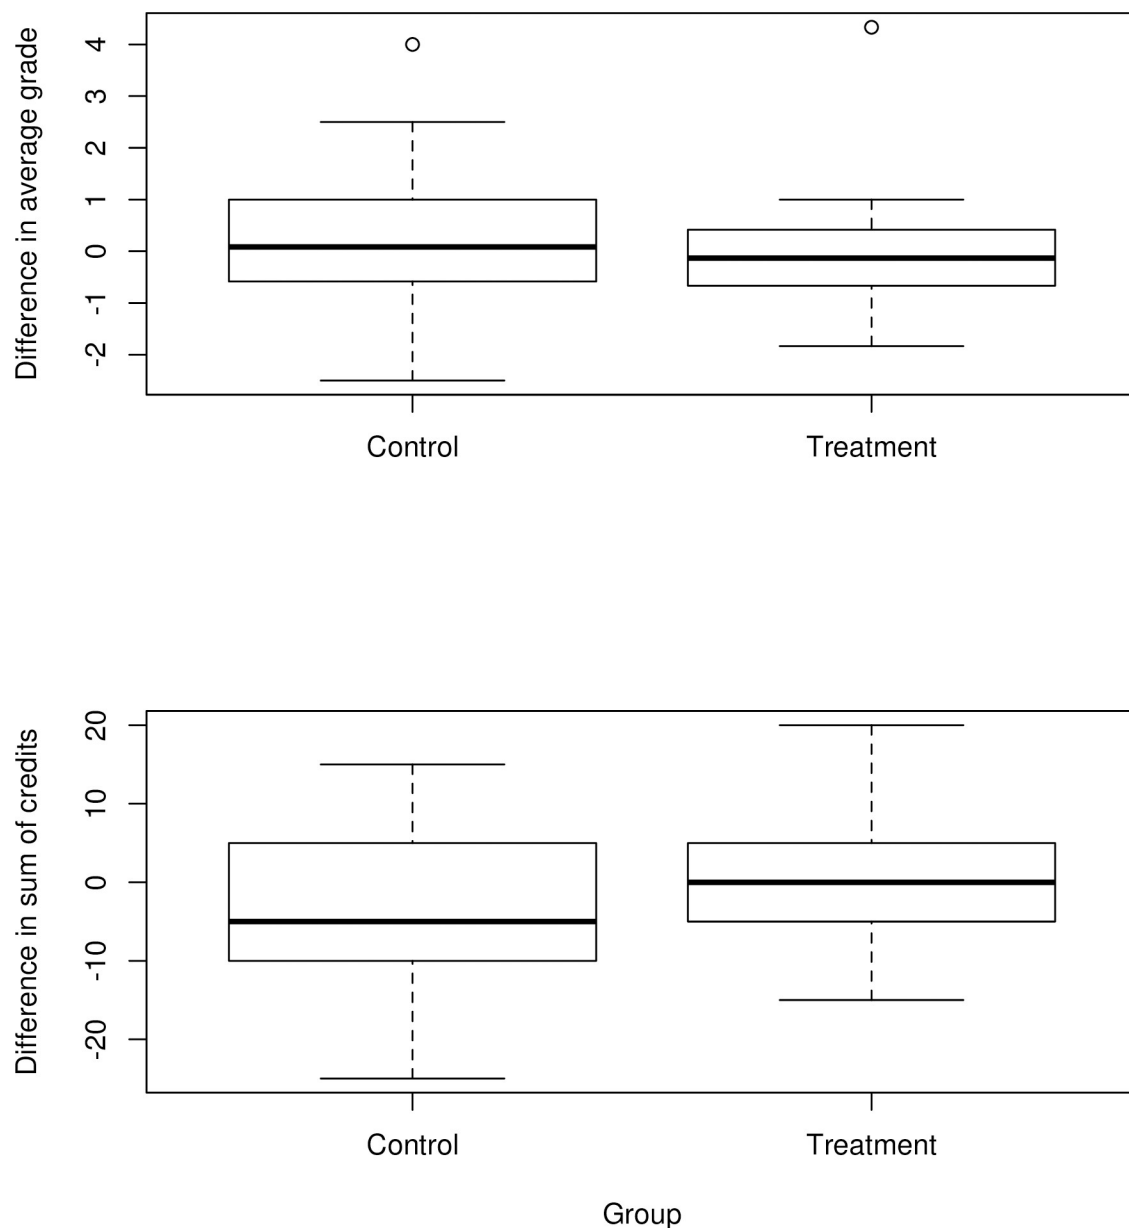 Difference in average grade
4
3
2
1
0
-1
-2
Control Treatment
Difference in sum of credits
20
10
0
-10
-20
Control Treatment
Group